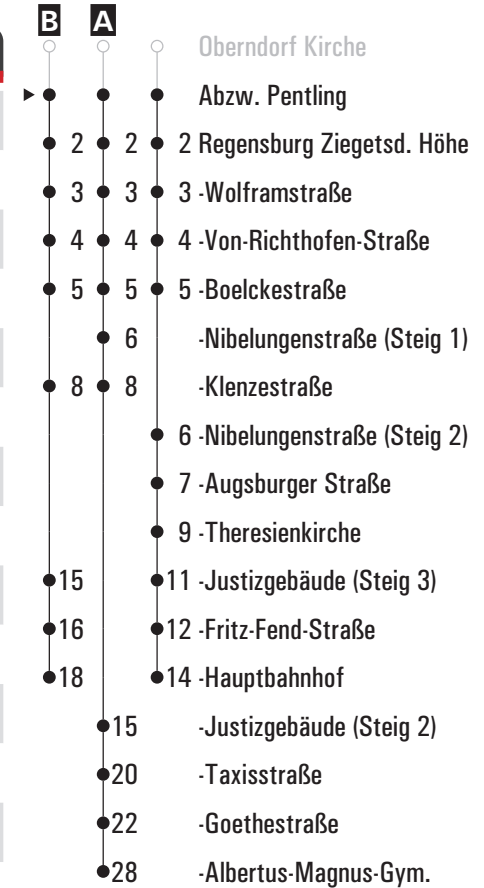 B A
Oberndorf Kirche
Abzw. Pentling
2 2 2 Regensburg Ziegetsd. Höhe
3 3 3 -Wolframstraße
4 4 4 -Von-Richthofen-Straße
5 5 5 -Boelckestraße
6 -Nibelungenstraße (Steig 1)
8 8 -Klenzestraße
6 -Nibelungenstraße (Steig 2)
7 -Augsburger Straße
9 -Theresienkirche
15 11 -Justizgebäude (Steig 3)
16 12 -Fritz-Fend-Straße
18 14 -Hauptbahnhof
15 -Justizgebäude (Steig 2)
20 -Taxisstraße
22 -Goethestraße
28 -Albertus-Magnus-Gym.